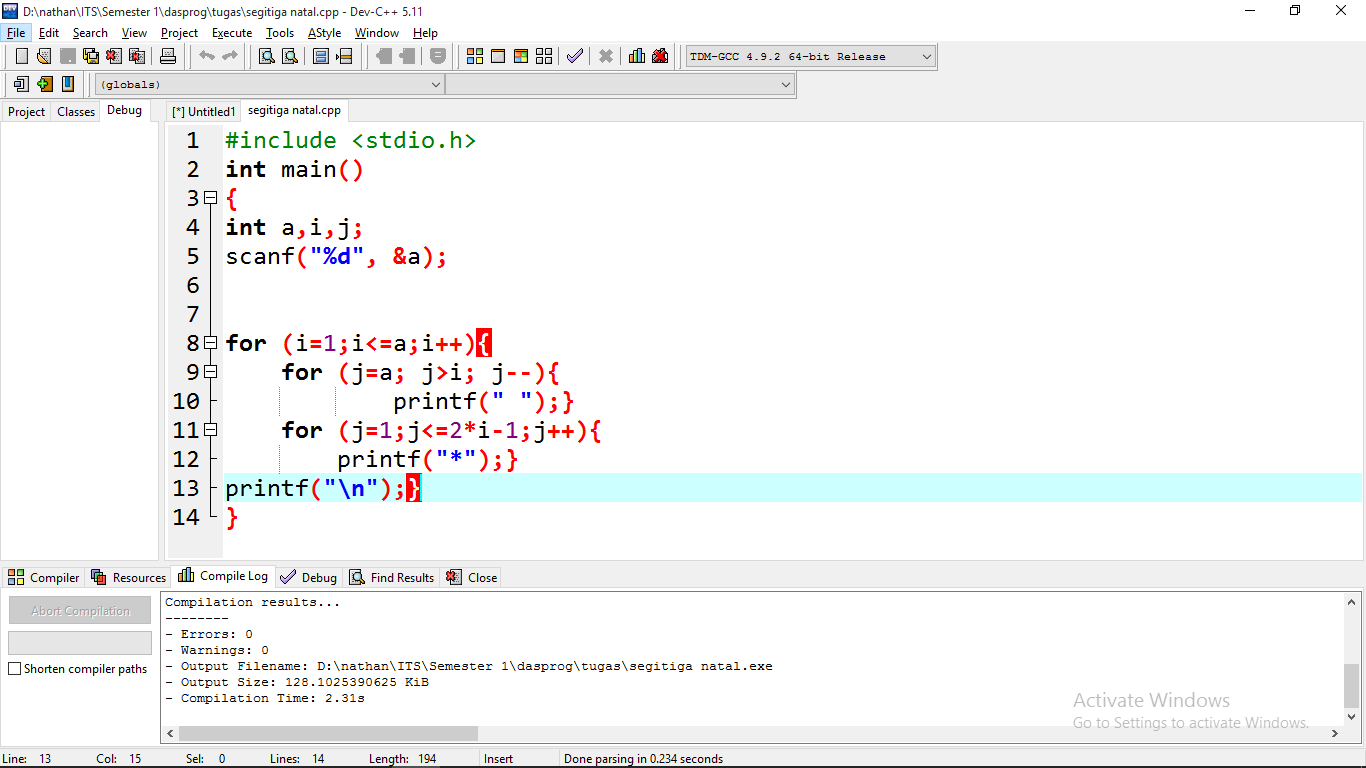 D:\nathan\ITS\Semester 1\dasprog\tugas\segitiga natal.cpp - Dev-C++ 5.11
File Edit Search View Project Execute Tools AStyle Window Help
TDM-GCC 4.9.2 64-bit Release
(globals)
Project Classes Debug [*] Untitled1 segitiga natal.cpp
1 #include <stdio.h>
2 int main()
3 {
4 int a,i,j;
5 scanf("%d", &a);
6
7
8 for (i=1;i<=a;i++){
9     for (j=a; j>i; j--){
10             printf(" ");}
11     for (j=1;j<=2*i-1;j++){
12         printf("*");}
13 printf("\n");}
14 }
Compiler Resources Compile Log Debug Find Results Close
Abort Compilation
Shorten compiler paths
Compilation results...
--------
- Errors: 0
- Warnings: 0
- Output Filename: D:\nathan\ITS\Semester 1\dasprog\tugas\segitiga natal.exe
- Output Size: 128.1025390625 KiB
- Compilation Time: 2.31s
Activate Windows
Go to Settings to activate Windows.
Line: 13 Col: 15 Sel: 0 Lines: 14 Length: 194 Insert Done parsing in 0.234 seconds